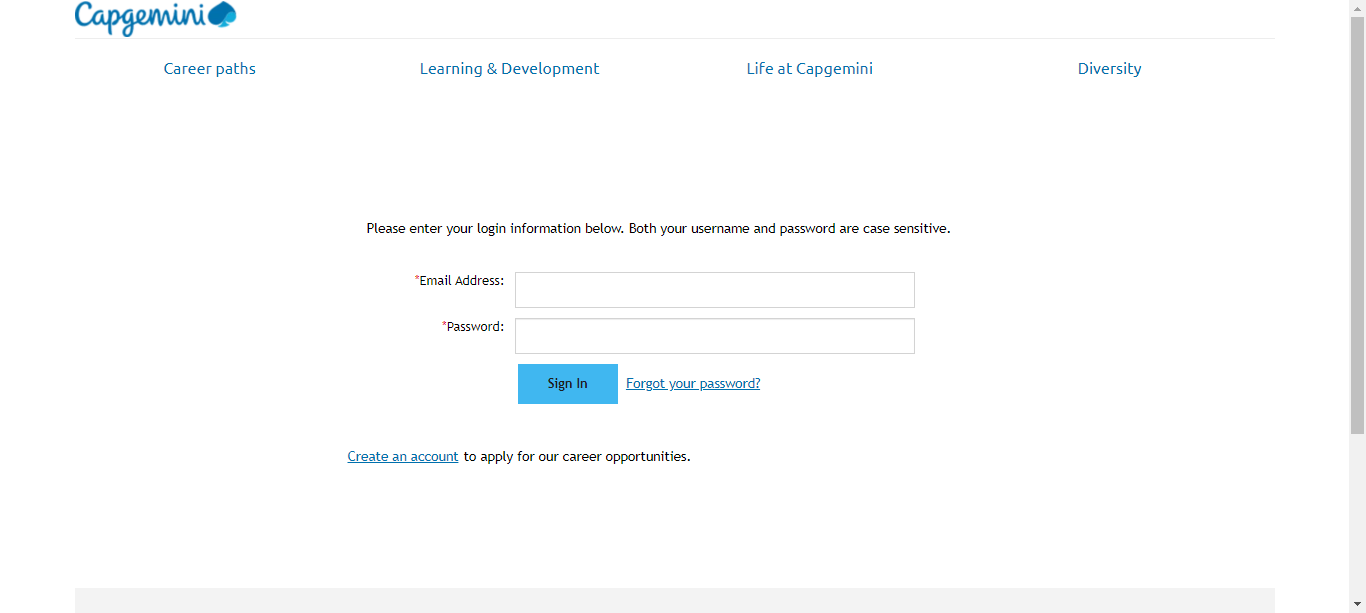 Capgemini
Career paths Learning & Development Life at Capgemini Diversity
Please enter your login information below. Both your username and password are case sensitive.
*Email Address:
*Password:
Sign In Forgot your password?
Create an account to apply for our career opportunities.